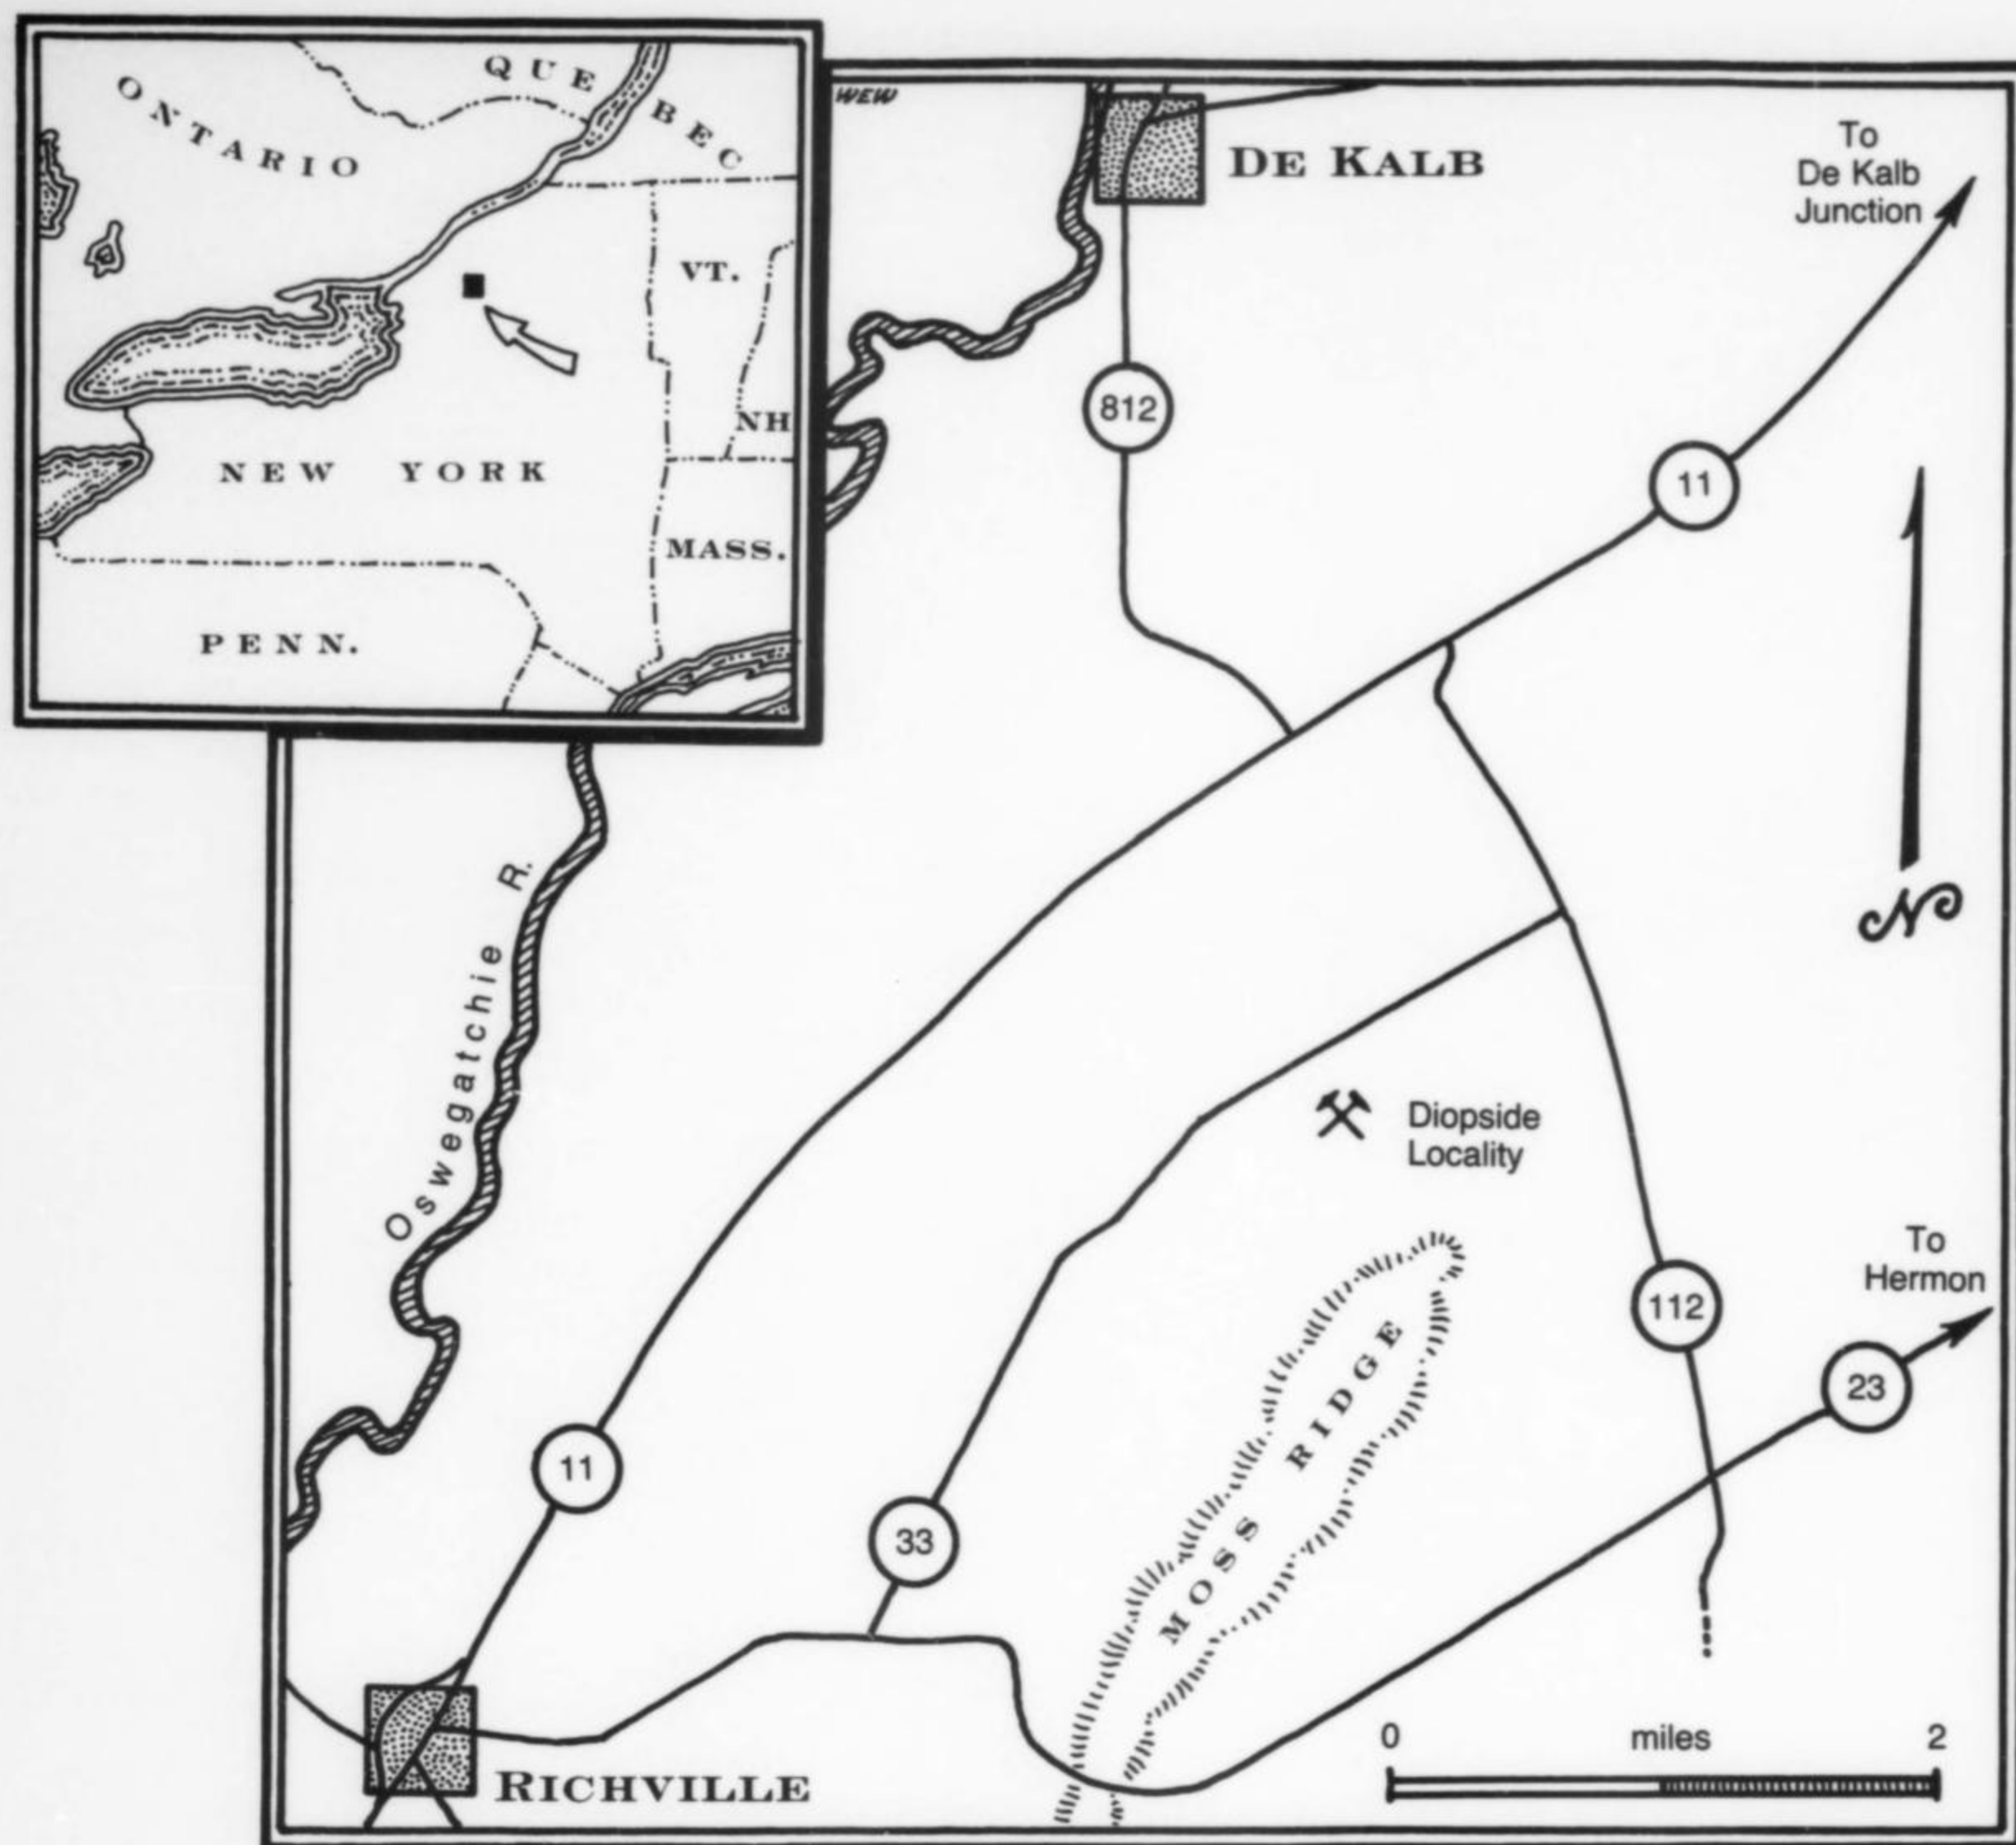 ONTARIO
QUEBEC
VT.
NH
NEW YORK
MASS.
PENN.
WEW
DE KALB
To
De Kalb
Junction
812
11
N
Oswegatchie R.
Diopside
Locality
To
Hermon
112
23
MOSS RIDGE
11
33
RICHVILLE
0 miles 2